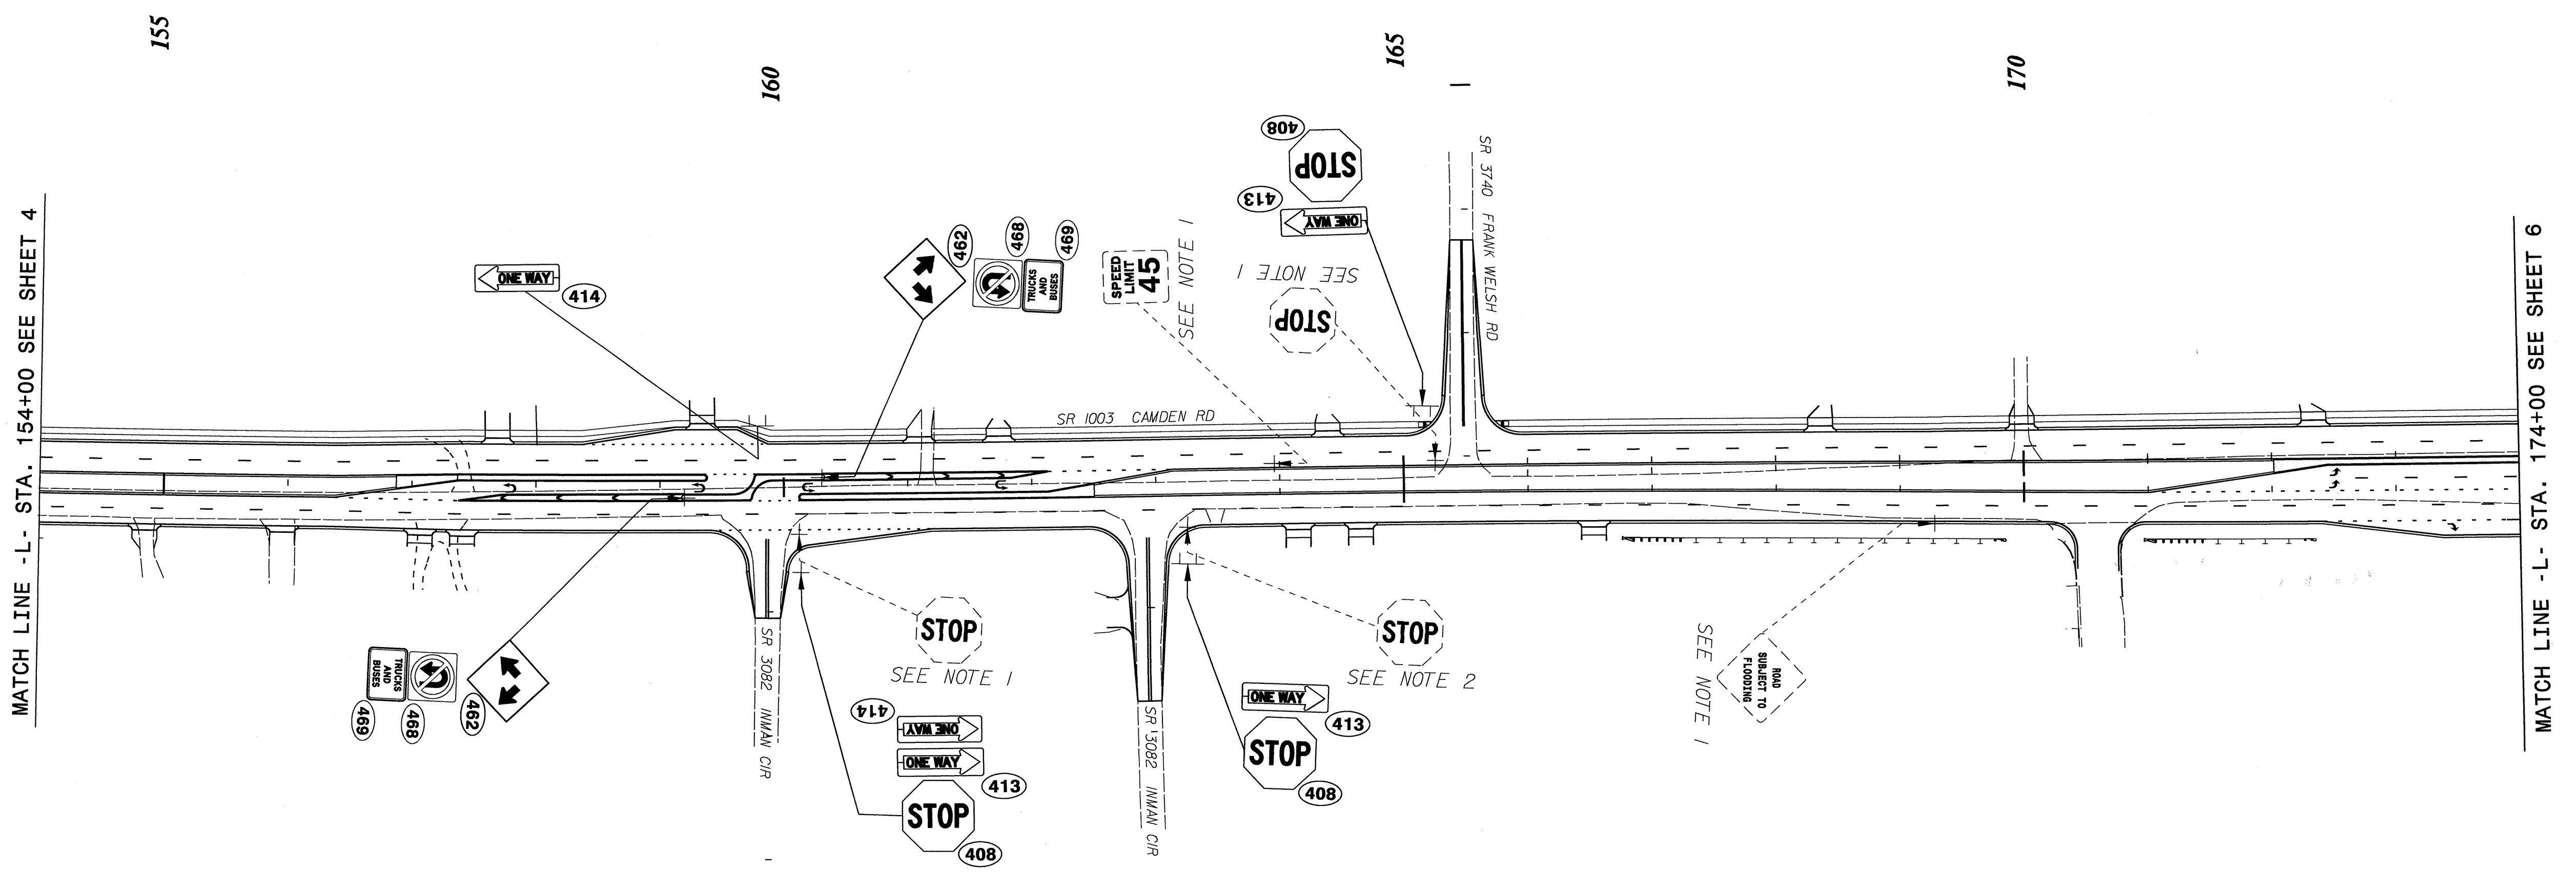 155
160
165
170
MATCH LINE -L- STA. 154+00 SEE SHEET 4
ONE WAY
414
462
468
469
TRUCKS
AND
BUSES
SPEED
LIMIT
45
SEE NOTE 1
408
STOP
413
ONE WAY
SEE NOTE 1
STOP
SR 3740 FRANK WELSH RD
SR 1003 CAMDEN RD
MATCH LINE -L- STA. 174+00 SEE SHEET 6
TRUCKS
AND
BUSES
469
468
462
SR 3082 INMAN CIR
STOP
SEE NOTE 1
414
ONE WAY
ONE WAY
413
STOP
408
SR 3082 INMAN CIR
STOP
SEE NOTE 2
ONE WAY
413
STOP
408
SEE NOTE 1
ROAD
SUBJECT TO
FLOODING